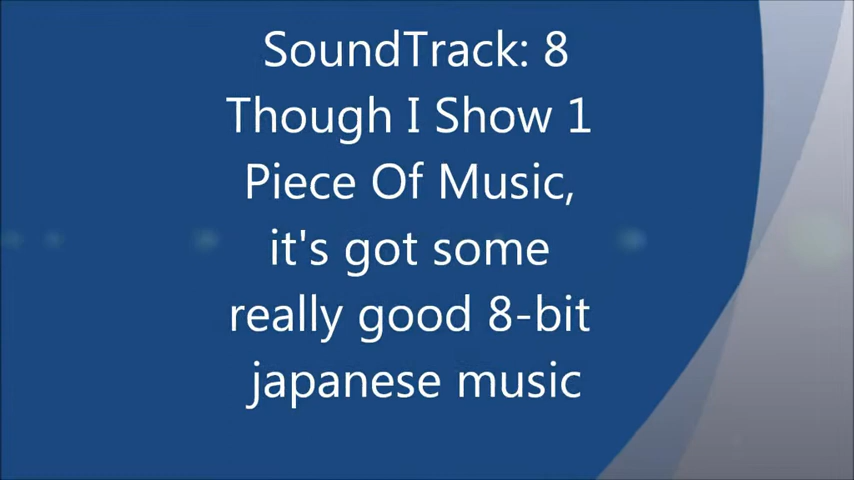 SoundTrack: 8
Though I Show 1
Piece Of Music,
it's got some
really good 8-bit
japanese music